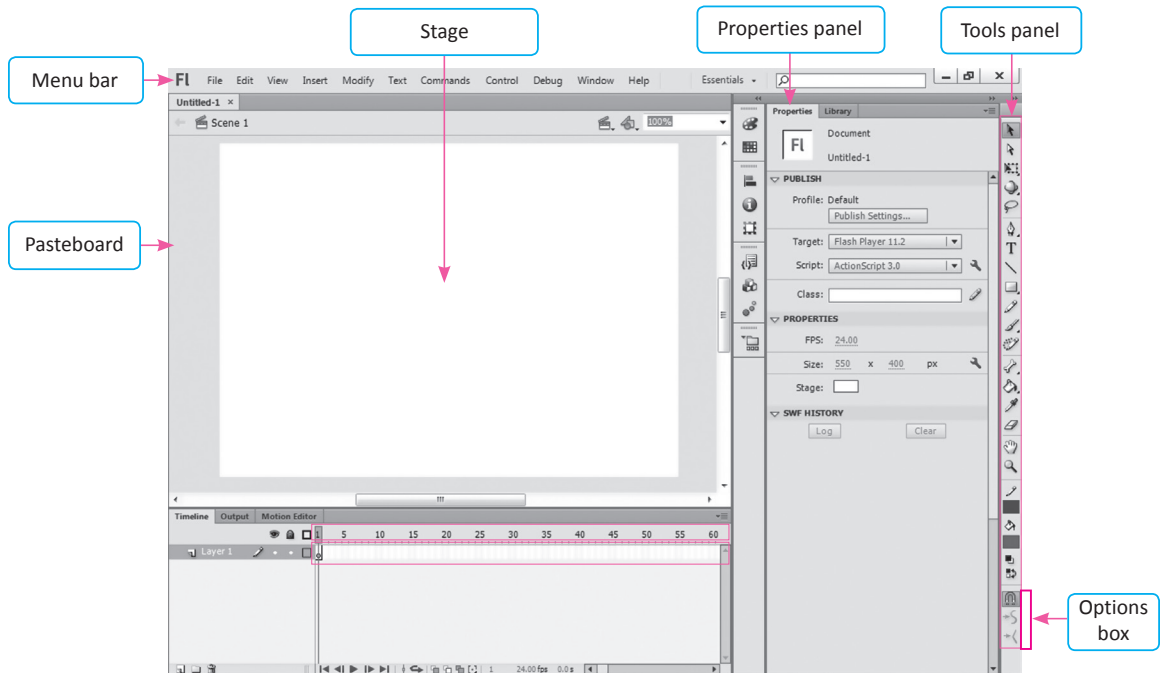 Stage
Properties panel
Tools panel
Menu bar
Fl File Edit View Insert Modify Text Commands Control Debug Window Help Essentials
Untitled-1 ×
Scene 1 100%
Properties Library
Fl
Document
Untitled-1
PUBLISH
Profile: Default
Publish Settings...
Pasteboard
Target: Flash Player 11.2
Script: ActionScript 3.0
Class:
PROPERTIES
FPS: 24.00
Size: 550 x 400 px
Stage:
SWF HISTORY
Log Clear
T
Timeline Output Motion Editor
1 5 10 15 20 25 30 35 40 45 50 55 60
Layer 1
Options
box
1 24.00 fps 0.0 s